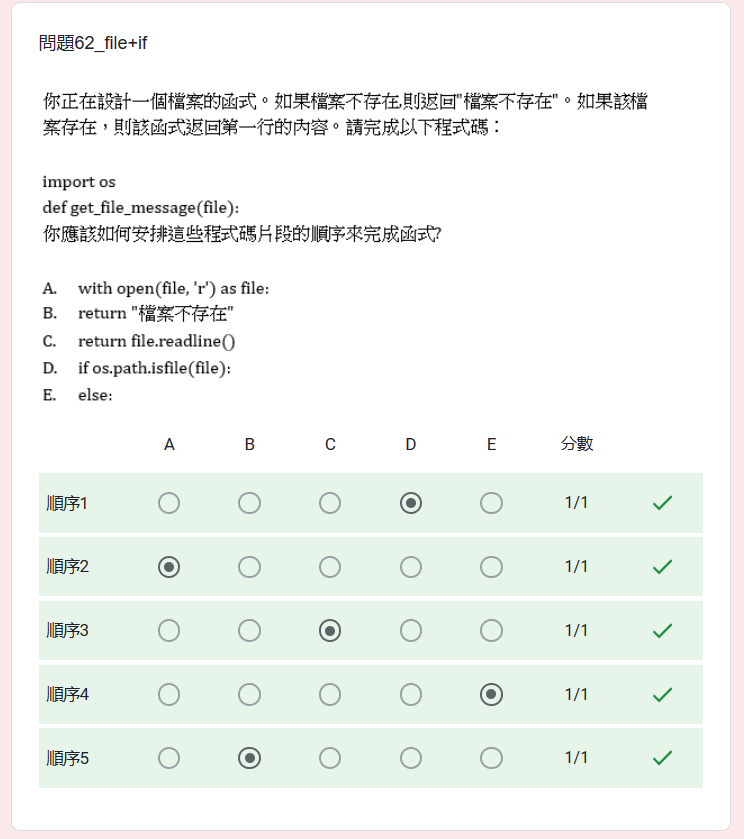 問題62_file+if
你正在設計一個檔案的函式。如果檔案不存在,則返回"檔案不存在"。如果該檔
案存在，則該函式返回第一行的內容。請完成以下程式碼：
import os
def get_file_message(file):
你應該如何安排這些程式碼片段的順序來完成函式?
A. with open(file, 'r') as file:
B. return "檔案不存在"
C. return file.readline()
D. if os.path.isfile(file):
E. else:
A B C D E 分數
順序1 1/1
順序2 1/1
順序3 1/1
順序4 1/1
順序5 1/1